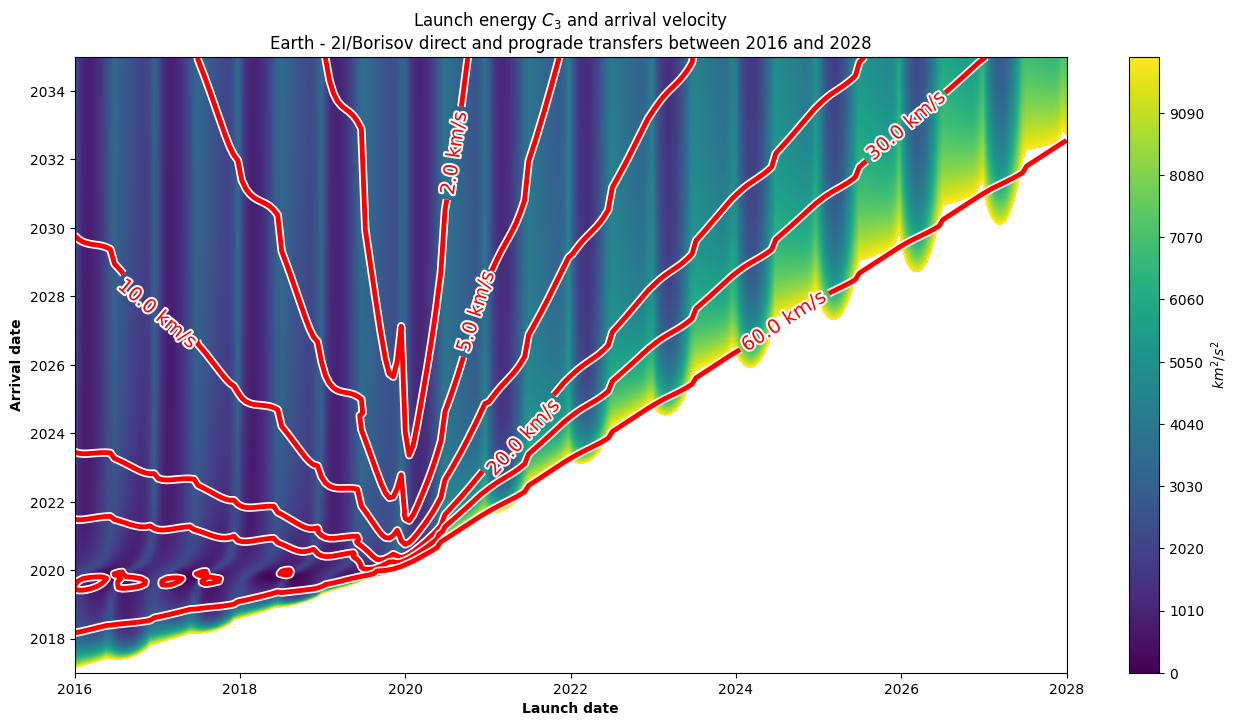 Launch energy C₃ and arrival velocity
Earth - 2I/Borisov direct and prograde transfers between 2016 and 2028
2034
2032
2030
2028
2026
2024
2022
2020
2018
Arrival date
2.0 km/s
30.0 km/s
10.0 km/s
5.0 km/s
60.0 km/s
20.0 km/s
2016
2018
2020
2022
2024
2026
2028
Launch date
9090
8080
7070
6060
5050
4040
3030
2020
1010
0
km²/s²